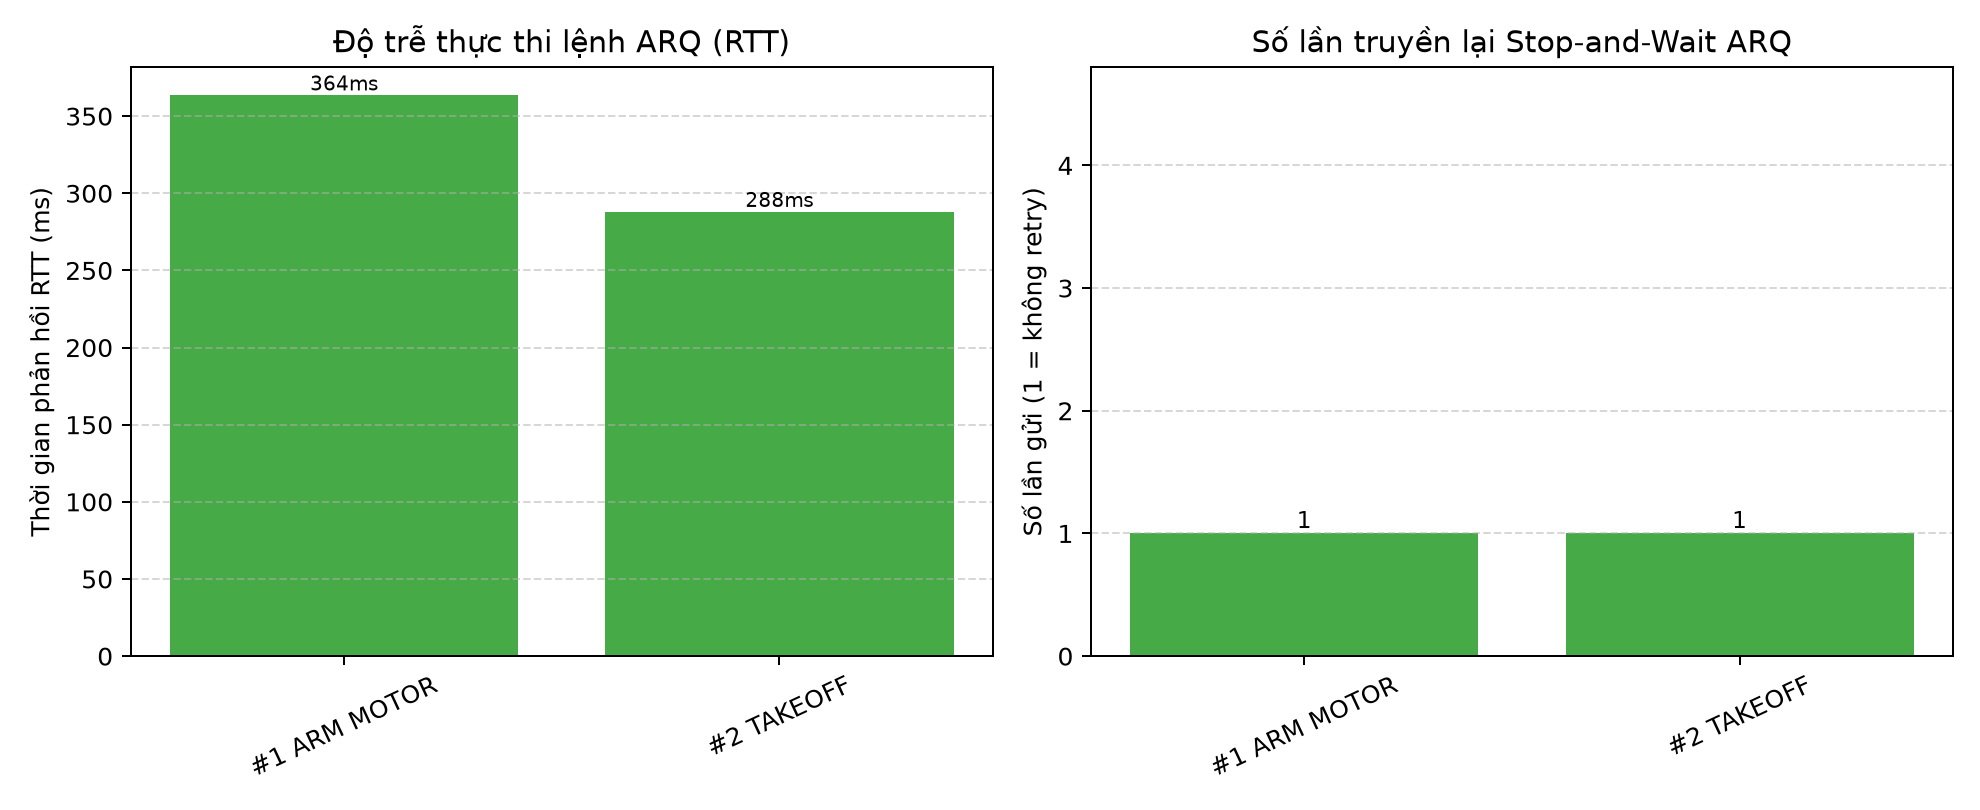 Độ trễ thực thi lệnh ARQ (RTT)
Thời gian phản hồi RTT (ms)
350
300
250
200
150
100
50
0
364ms
288ms
#1 ARM MOTOR
#2 TAKEOFF
Số lần truyền lại Stop-and-Wait ARQ
Số lần gửi (1 = không retry)
4
3
2
1
0
1
1
#1 ARM MOTOR
#2 TAKEOFF